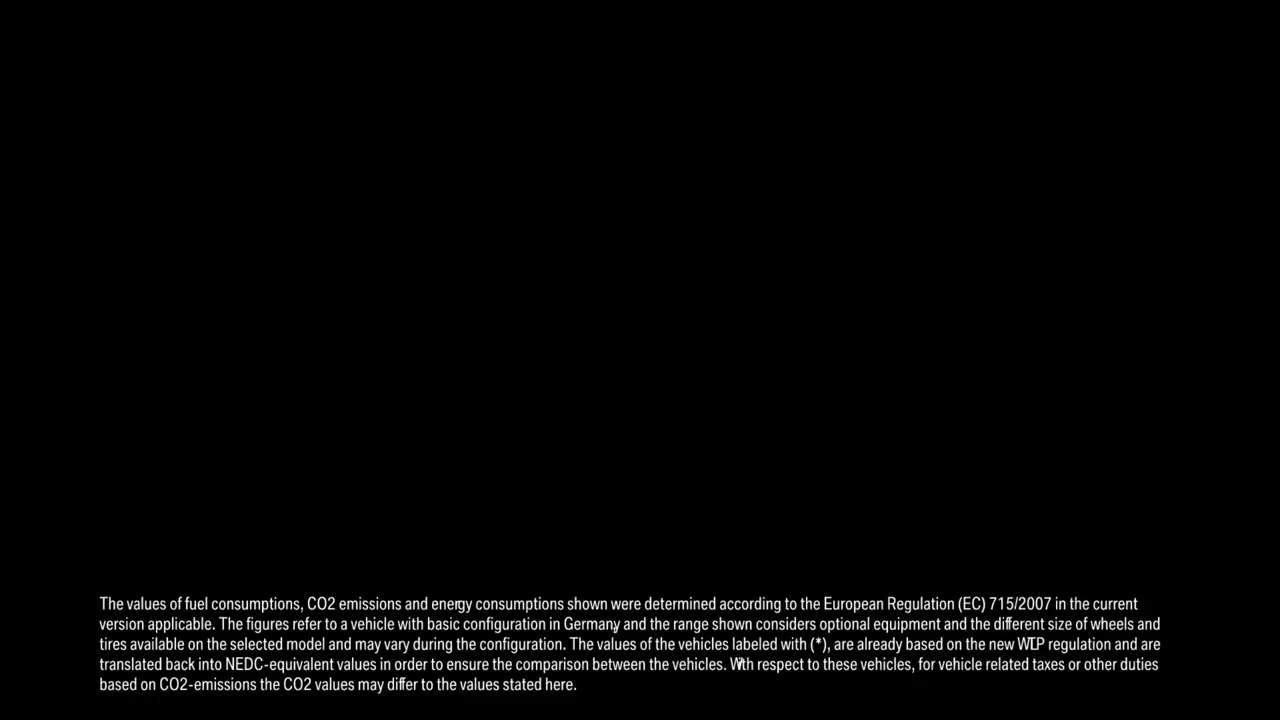 The values of fuel consumptions, CO2 emissions and energy consumptions shown were determined according to the European Regulation (EC) 715/2007 in the current
version applicable. The figures refer to a vehicle with basic configuration in Germany and the range shown considers optional equipment and the different size of wheels and
tires available on the selected model and may vary during the configuration. The values of the vehicles labeled with (*), are already based on the new WLTP regulation and are
translated back into NEDC-equivalent values in order to ensure the comparison between the vehicles. With respect to these vehicles, for vehicle related taxes or other duties
based on CO2-emissions the CO2 values may differ to the values stated here.